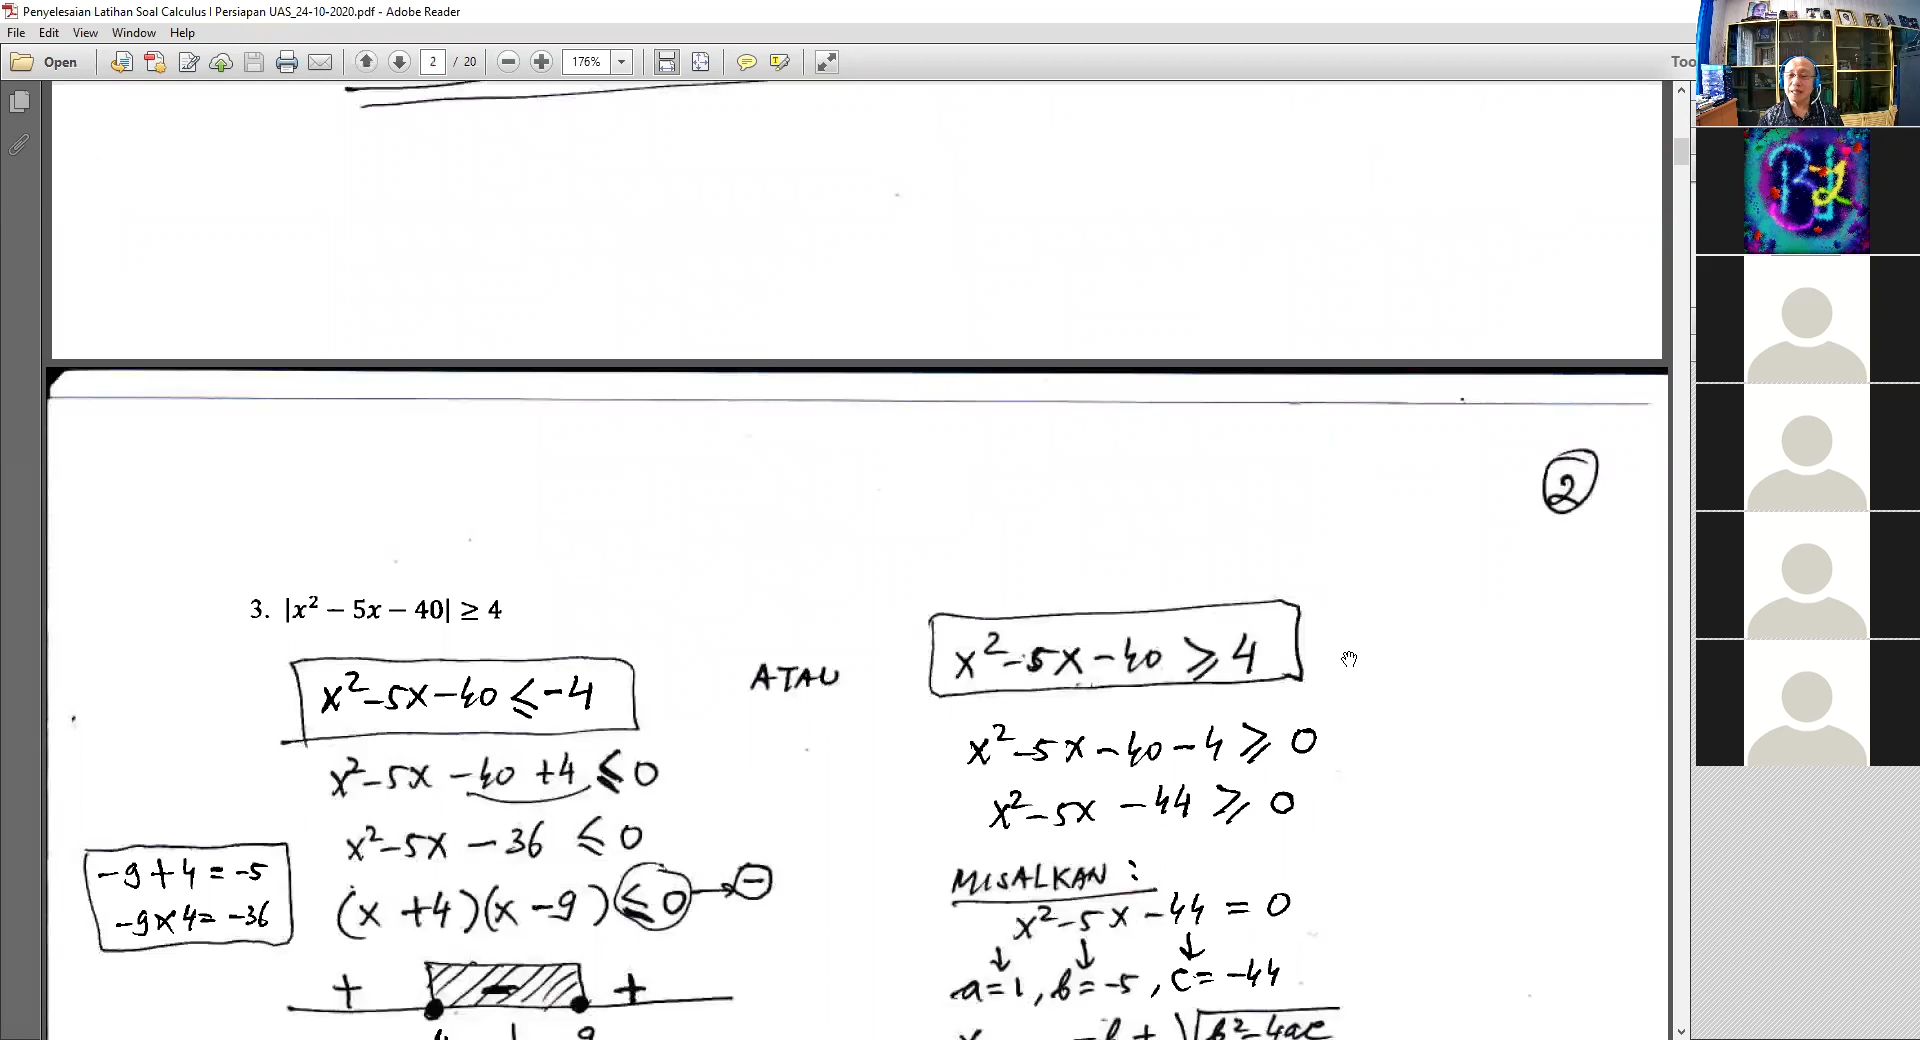 Penyelesaian Latihan Soal Calculus I Persiapan UAS_24-10-2020.pdf - Adobe Reader
File Edit View Window Help
Open 2 / 20 176% Too
2
3. |x² − 5x − 40| ≥ 4
x²-5x-40 ≤ -4
ATAU
x²-5x-40 ≥ 4
x²-5x -40 +4 ≤ 0
x²-5x - 36 ≤ 0
(x +4)(x -9) ≤ 0 → −
-9+4 = -5
-9x4= -36
+ - +
x²-5x-40-4 ≥ 0
x²-5x -44 ≥ 0
MISALKAN :
x²-5x-44 = 0
a=1, b=-5, c=-44